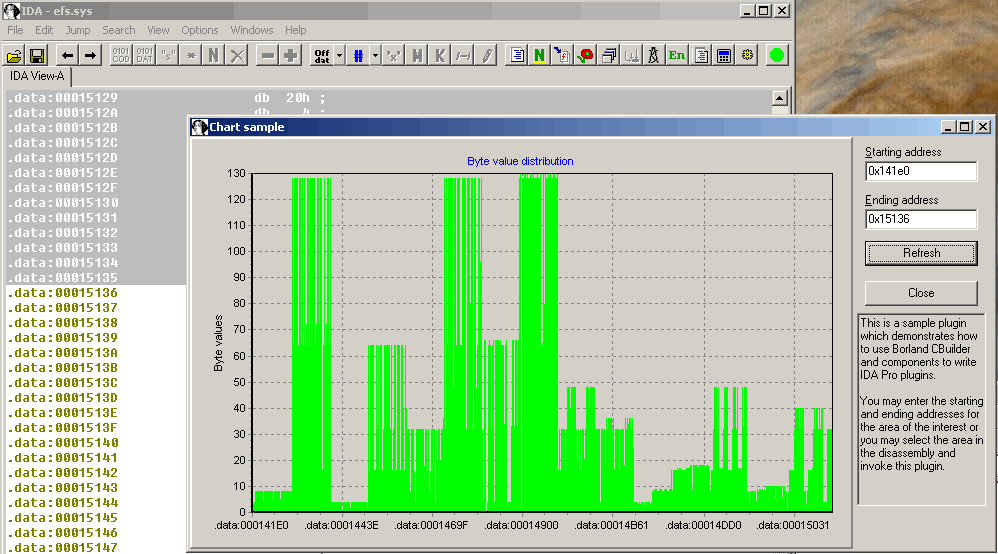 IDA - efs.sys
File Edit Jump Search View Options Windows Help
0101 0101 "s" * N Off # 'x' M K N En
COD DAT dat
IDA View-A
.data:00015129 db 20h ;
.data:0001512A db
.data:0001512B
.data:0001512C
.data:0001512D
.data:0001512E
.data:0001512F
.data:00015130
.data:00015131
.data:00015132
.data:00015133
.data:00015134
.data:00015135
.data:00015136
.data:00015137
.data:00015138
.data:00015139
.data:0001513A
.data:0001513B
.data:0001513C
.data:0001513D
.data:0001513E
.data:0001513F
.data:00015140
.data:00015141
.data:00015142
.data:00015143
.data:00015144
.data:00015145
.data:00015146
.data:00015147
Chart sample
Byte value distribution
130
120
110
100
90
80
70
60
50
40
30
20
10
0
Byte values
.data:000141E0 .data:0001443E .data:0001469F .data:00014900 .data:00014B61 .data:00014DD0 .data:00015031
Starting address
0x141e0
Ending address
0x15136
Refresh
Close
This is a sample plugin
which demonstrates how
to use Borland CBuilder
and components to write
IDA Pro plugins.
You may enter the starting
and ending addresses for
the area of the interest or
you may select the area in
the disassembly and
invoke this plugin.